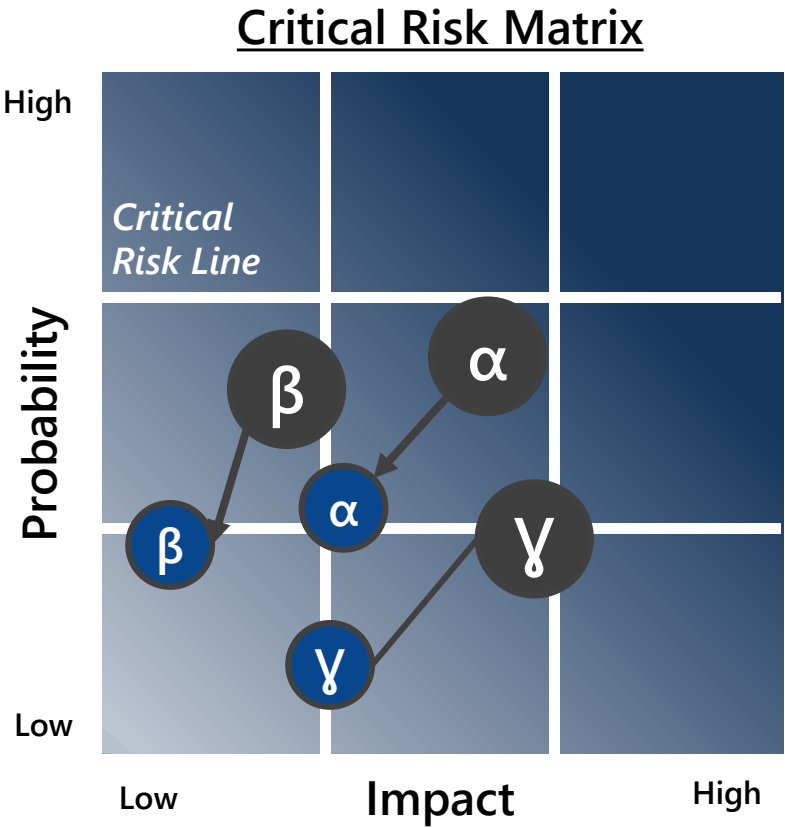 Critical Risk Matrix
High
Critical
Risk Line
Probability
β
α
β
α
γ
γ
Low
Low
Impact
High